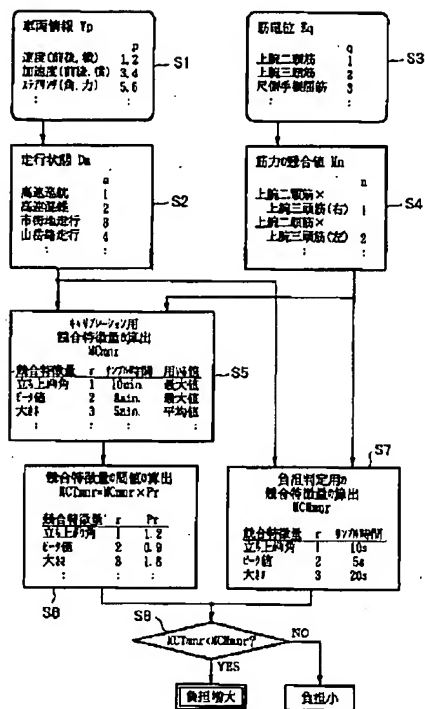 車両情報 Vp
p
速度(前後,横) 1,2
加速度(前後,横) 3,4
ステアリング(角,力) 5,6
: :
S1
筋電位 Eq
q
上腕二頭筋 1
上腕三頭筋 2
尺側手根屈筋 3
: :
S3
走行状態 Dm
m
高速巡航 1
高速混雑 2
市街地走行 3
山岳路走行 4
: :
S2
筋力の競合値 Mn
n
上腕二頭筋×
上腕三頭筋(右) 1
上腕二頭筋×
上腕三頭筋(左) 2
: :
S4
キャリブレーション用
競合特徴量の算出
MCmnr
競合特徴量 r サンプル時間 用いる値
立ち上がり角 1 10min. 最大値
ピーク値 2 8min. 最大値
大きさ 3 5min. 平均値
: : : :
S5
競合特徴量の閾値の算出
MCTmnr=MCmnr×Pr
競合特徴量 r Pr
立ち上がり角 1 1.2
ピーク値 2 0.9
大きさ 3
: : :
S6
S7
負担判定用の
競合特徴量の算出
競合特徴量 r サンプル時間
立ち上がり角 1 10s
ピーク値 2 5s
大きさ 3 20s
: : :
NO
YES
負担増大
負担小